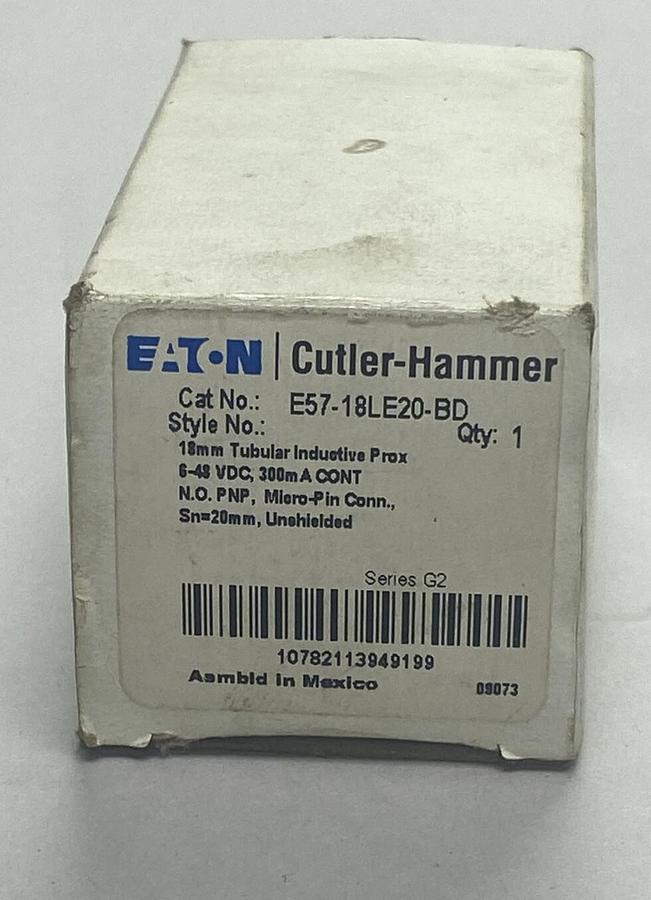 EATON | Cutler-Hammer
Cat No.: E57-18LE20-BD
Style No.: Qty: 1
18mm Tubular Inductive Prox
6-48 VDC, 300mA CONT
N.O. PNP, Micro-Pin Conn.,
Sn=20mm, Unshielded
Series G2
10782113949199
Asmbld in Mexico 09073